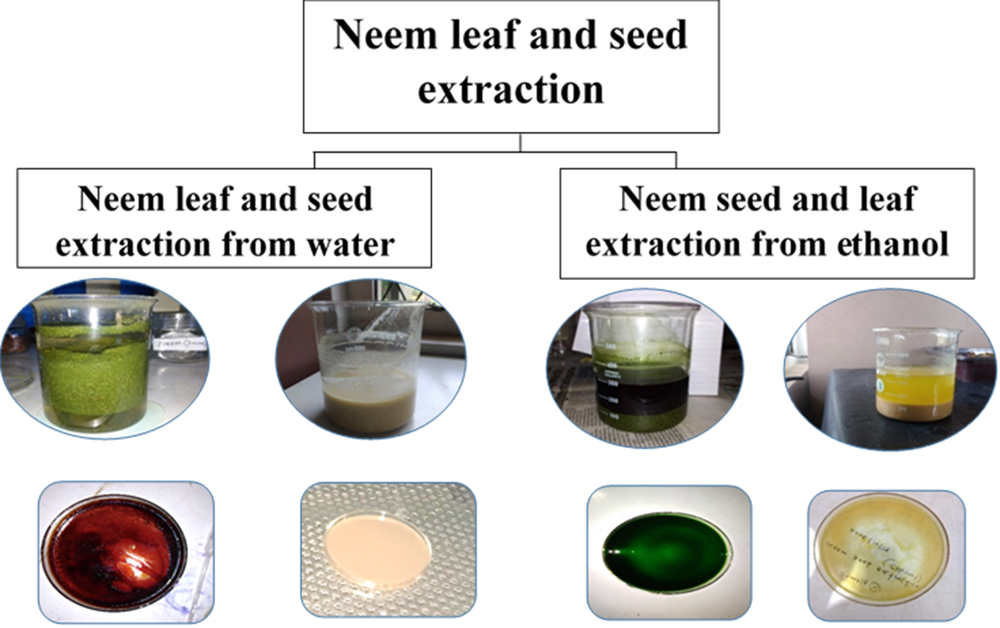 Neem leaf and seed
extraction
Neem leaf and seed
extraction from water
Neem seed and leaf
extraction from ethanol